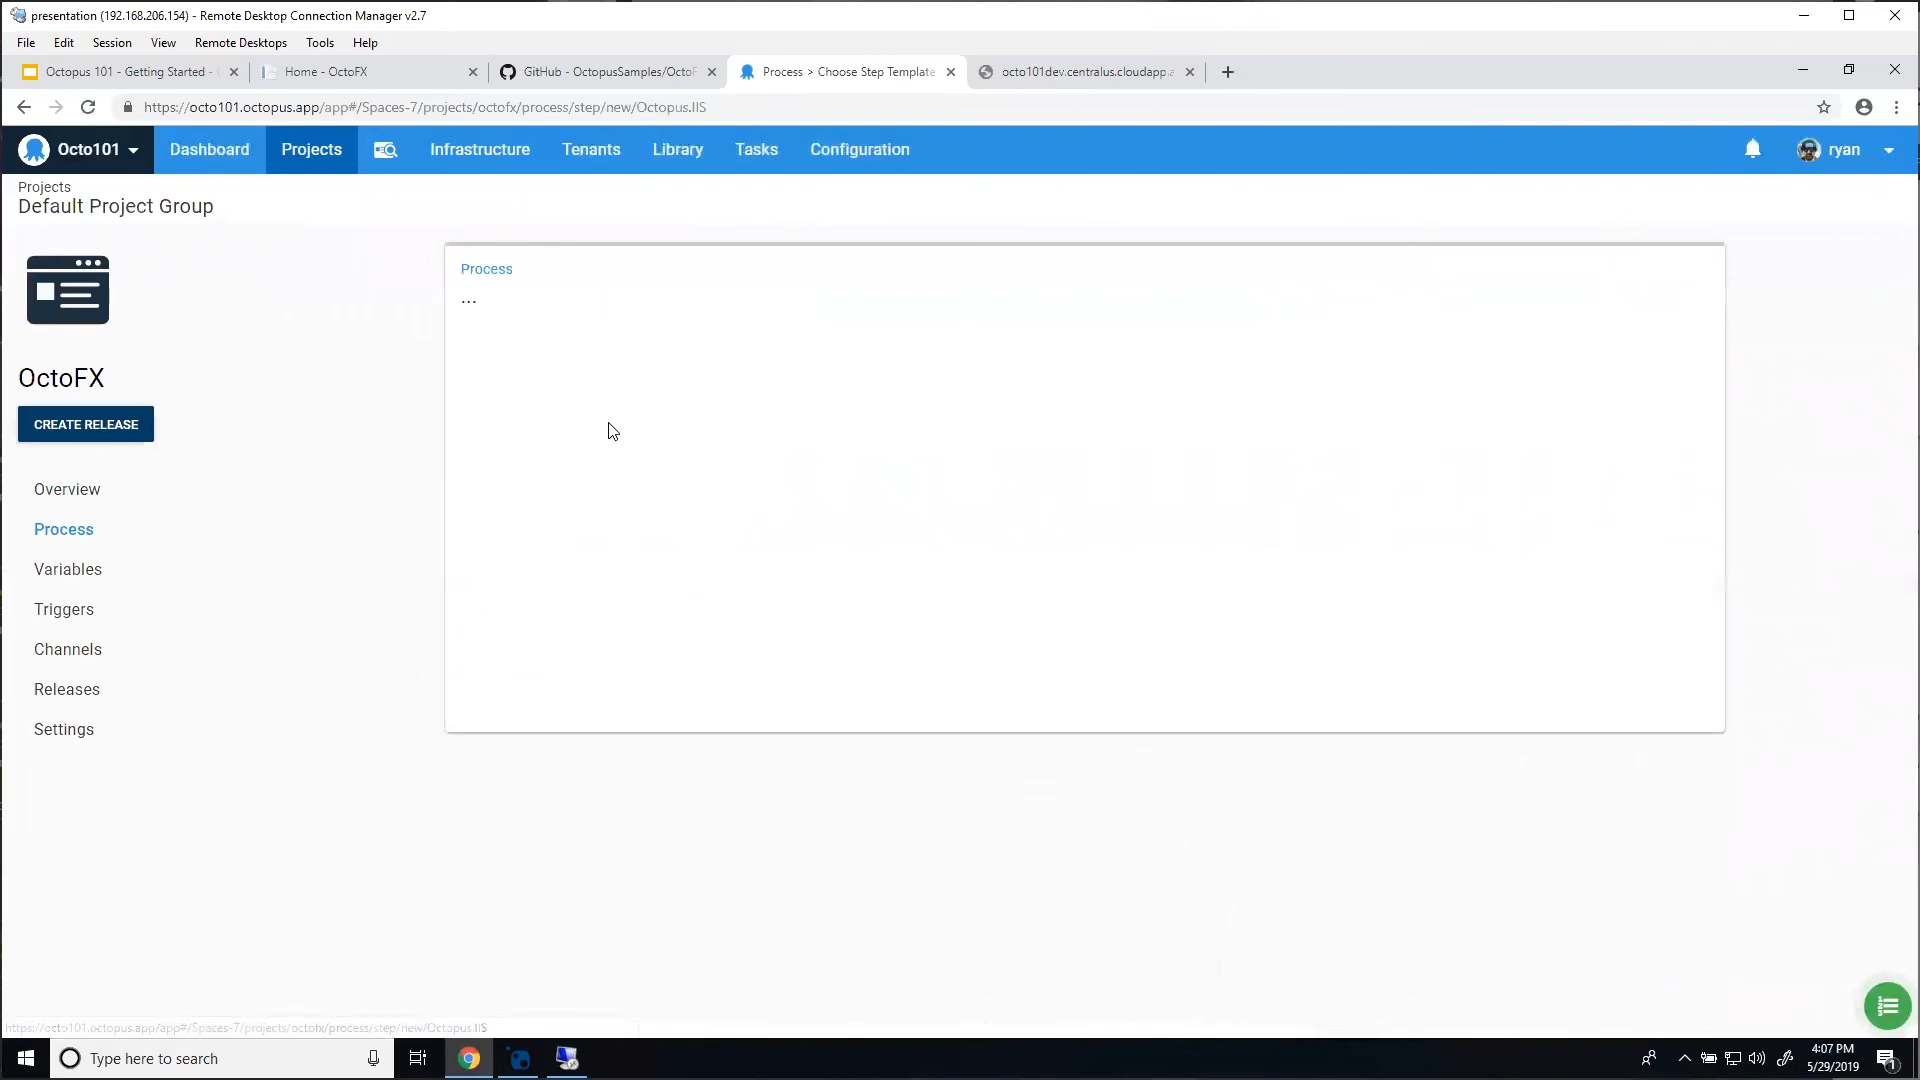 presentation (192.168.206.154) - Remote Desktop Connection Manager v2.7
File Edit Session View Remote Desktops Tools Help
Octopus 101 - Getting Started - Home - OctoFX GitHub - OctopusSamples/OctoF Process > Choose Step Template octo101dev.centralus.cloudapp.a
https://octo101.octopus.app/app#/Spaces-7/projects/octofx/process/step/new/Octopus.IIS
Octo101 Dashboard Projects Infrastructure Tenants Library Tasks Configuration ryan
Projects
Default Project Group
Process
...
OctoFX
CREATE RELEASE
Overview
Process
Variables
Triggers
Channels
Releases
Settings
https://octo101.octopus.app/app#/Spaces-7/projects/octofx/process/step/new/Octopus.IIS
Type here to search
4:07 PM
5/29/2019
1